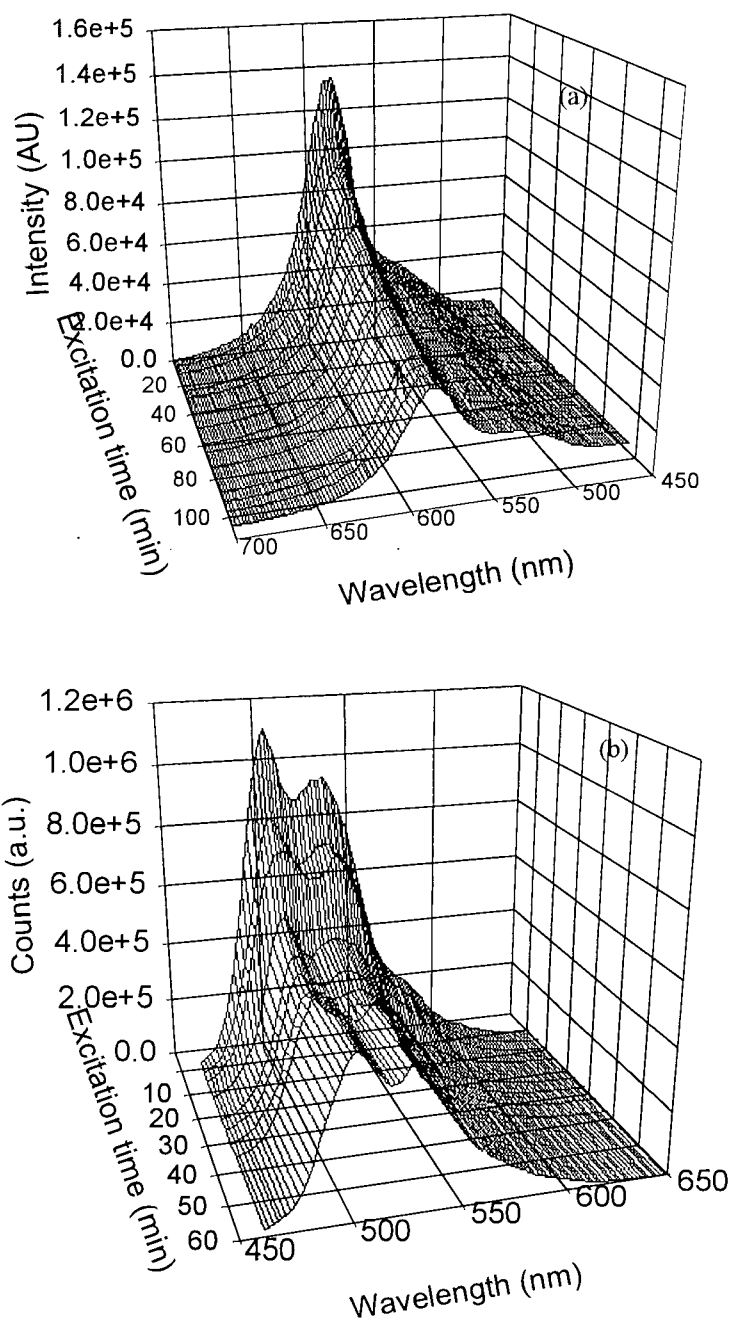 1.6e+5
1.4e+5
1.2e+5
1.0e+5
8.0e+4
6.0e+4
4.0e+4
2.0e+4
0.0
Intensity (AU)
(a)
20
40
60
80
100
Excitation time (min)
700
650
600
550
500
450
Wavelength (nm)
1.2e+6
1.0e+6
8.0e+5
6.0e+5
4.0e+5
2.0e+5
0.0
Counts (a.u.)
(b)
10
20
30
40
50
60
Excitation time (min)
450
500
550
600
650
Wavelength (nm)